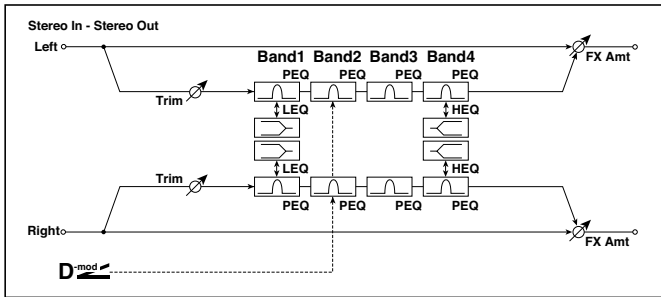 Stereo In - Stereo Out
Left
Band1 Band2 Band3 Band4
FX Amt
PEQ PEQ PEQ PEQ
Trim
LEQ HEQ
LEQ HEQ
Trim
PEQ PEQ PEQ PEQ
Right
FX Amt
D-mod